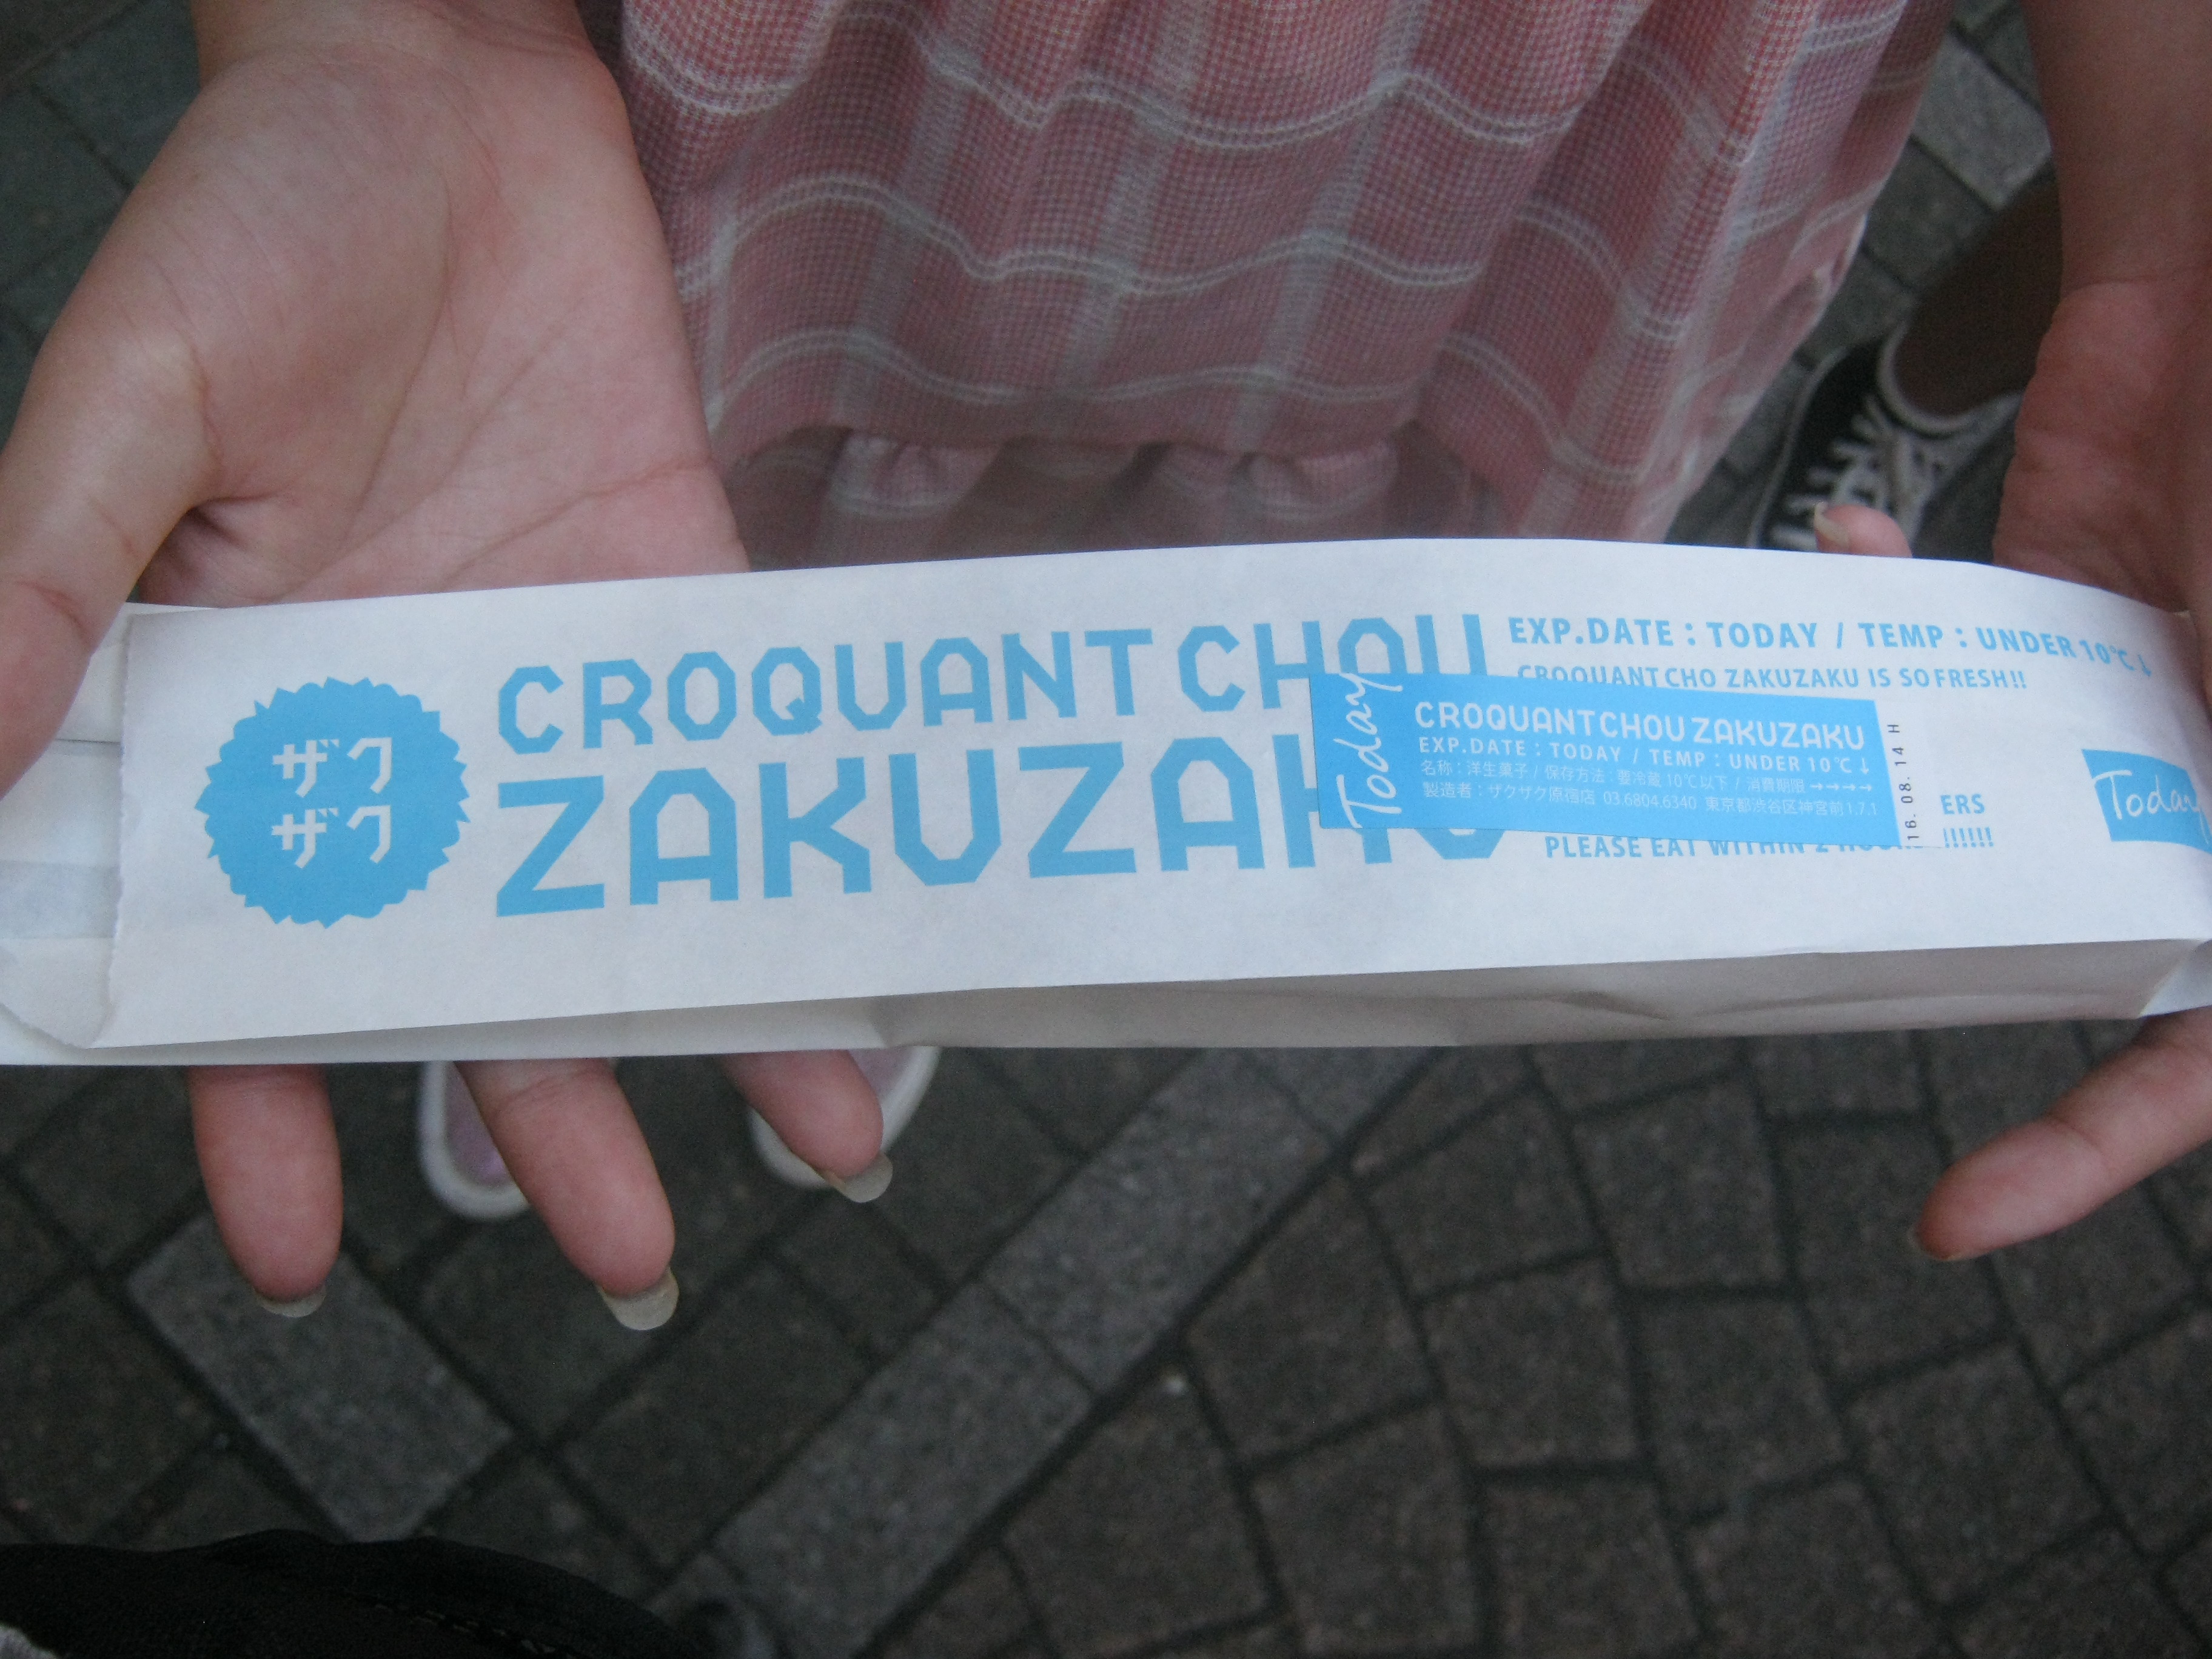 ザク
ザク
CROQUANT CHOU
ZAKUZAKU
EXP.DATE : TODAY / TEMP : UNDER 10℃ ↓
CROQUANT CHO ZAKUZAKU IS SO FRESH!!
ERS
PLEASE EAT WITHIN 2 !!!!!!
Today
CROQUANT CHOU ZAKUZAKU
EXP.DATE : TODAY / TEMP : UNDER 10℃ ↓
名称：洋生菓子 / 保存方法：要冷蔵 10℃以下 / 消費期限 →→→→
製造者：ザクザク原宿店 03.6804.6340 東京都渋谷区神宮前1.7.1
16. 08. 14 H
Today